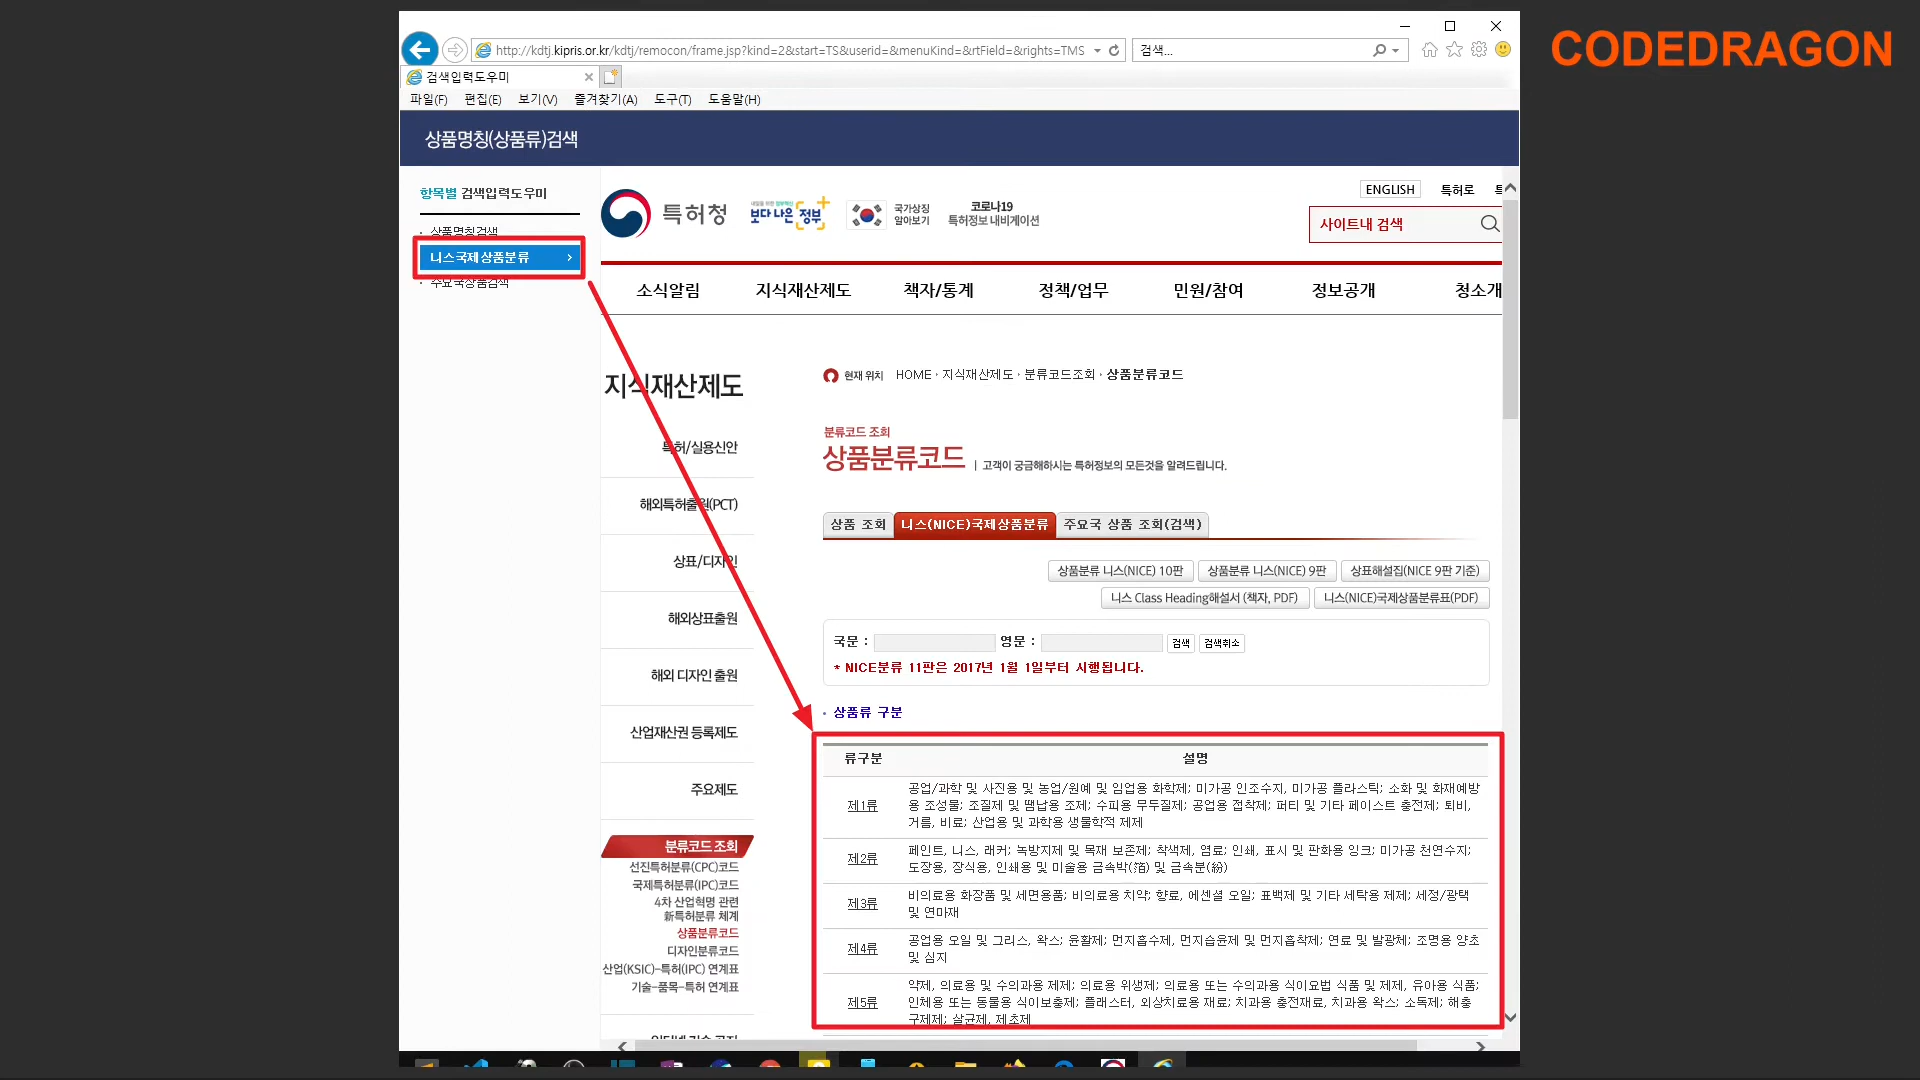 CODEDRAGON
http://kdtj.kipris.or.kr/kdtj/remocon/frame.jsp?kind=2&start=TS&userid=&menuKind=&rtField=&rights=TMS
검색...
검색입력도우미
파일(F) 편집(E) 보기(V) 즐겨찾기(A) 도구(T) 도움말(H)
상품명칭(상품류)검색
항목별 검색입력도우미
상품명칭검색
니스국제상품분류
주요국상품검색
특허청
보다 나은 정부
국가상징
알아보기
코로나19
특허정보 내비게이션
ENGLISH 특허로
사이트내 검색
소식알림 지식재산제도 책자/통계 정책/업무 민원/참여 정보공개 청소개
지식재산제도
특허/실용신안
해외특허출원(PCT)
상표/디자인
해외상표출원
해외 디자인 출원
산업재산권 등록제도
주요제도
분류코드 조회
선진특허분류(CPC)코드
국제특허분류(IPC)코드
4차 산업혁명 관련
新특허분류 체계
상품분류코드
디자인분류코드
산업(KSIC)-특허(IPC) 연계표
기술-품목-특허 연계표
현재 위치 HOME · 지식재산제도 · 분류코드조회 · 상품분류코드
분류코드 조회
상품분류코드 | 고객이 궁금해하시는 특허정보의 모든것을 알려드립니다.
상품 조회 니스(NICE)국제상품분류 주요국 상품 조회(검색)
상품분류 니스(NICE) 10판 상품분류 니스(NICE) 9판 상표해설집(NICE 9판 기준)
니스 Class Heading해설서 (책자, PDF) 니스(NICE)국제상품분류표(PDF)
국문 : 영문 : 검색 검색취소
* NICE분류 11판은 2017년 1월 1일부터 시행됩니다.
상품류 구분
류구분 설명
제1류 공업/과학 및 사진용 및 농업/원예 및 임업용 화학제; 미가공 인조수지, 미가공 플라스틱; 소화 및 화재예방
용 조성물; 조질제 및 땜납용 조제; 수피용 무두질제; 공업용 접착제; 퍼티 및 기타 페이스트 충전제; 퇴비,
거름, 비료; 산업용 및 과학용 생물학적 제제
제2류 페인트, 니스, 래커; 녹방지제 및 목재 보존제; 착색제, 염료; 인쇄, 표시 및 판화용 잉크; 미가공 천연수지;
도장용, 장식용, 인쇄용 및 미술용 금속박(箔) 및 금속분(紛)
제3류 비의료용 화장품 및 세면용품; 비의료용 치약; 향료, 에센셜 오일; 표백제 및 기타 세탁용 제제; 세정/광택
및 연마재
제4류 공업용 오일 및 그리스, 왁스; 윤활제; 먼지흡수제, 먼지습윤제 및 먼지흡착제; 연료 및 발광체; 조명용 양초
및 심지
제5류 약제, 의료용 및 수의과용 제제; 의료용 위생제; 의료용 또는 수의과용 식이요법 식품 및 제제, 유아용 식품;
인체용 또는 동물용 식이보충제; 플래스터, 외상치료용 재료; 치과용 충전재료, 치과용 왁스; 소독제; 해충
구제제; 살균제, 제초제